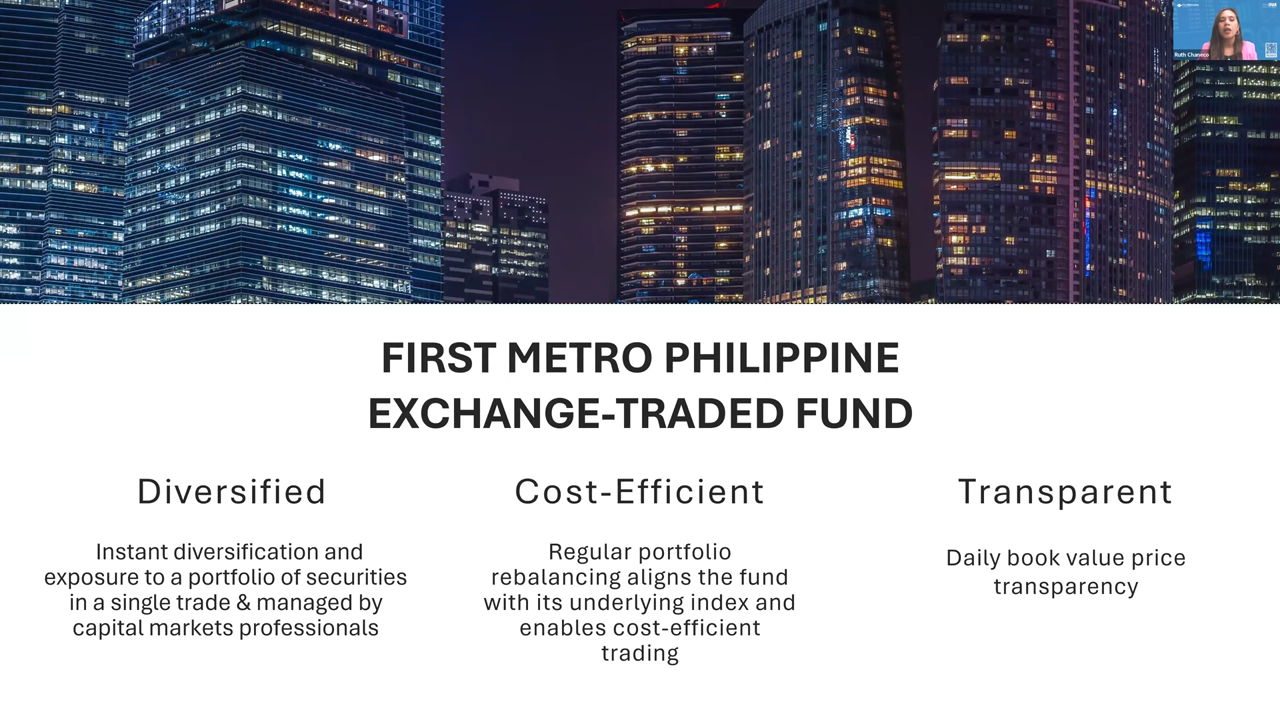 Ruth Chaneco
FIRST METRO PHILIPPINE
EXCHANGE-TRADED FUND
Diversified
Instant diversification and
exposure to a portfolio of securities
in a single trade & managed by
capital markets professionals
Cost-Efficient
Regular portfolio
rebalancing aligns the fund
with its underlying index and
enables cost-efficient
trading
Transparent
Daily book value price
transparency